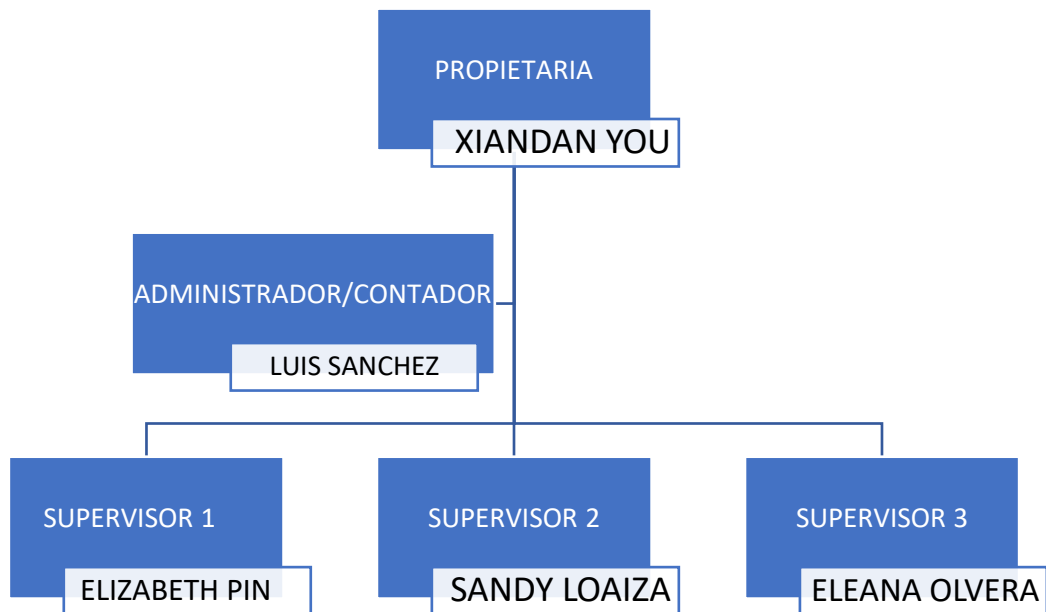 PROPIETARIA
XIANDAN YOU
ADMINISTRADOR/CONTADOR
LUIS SANCHEZ
SUPERVISOR 1
ELIZABETH PIN
SUPERVISOR 2
SANDY LOAIZA
SUPERVISOR 3
ELEANA OLVERA